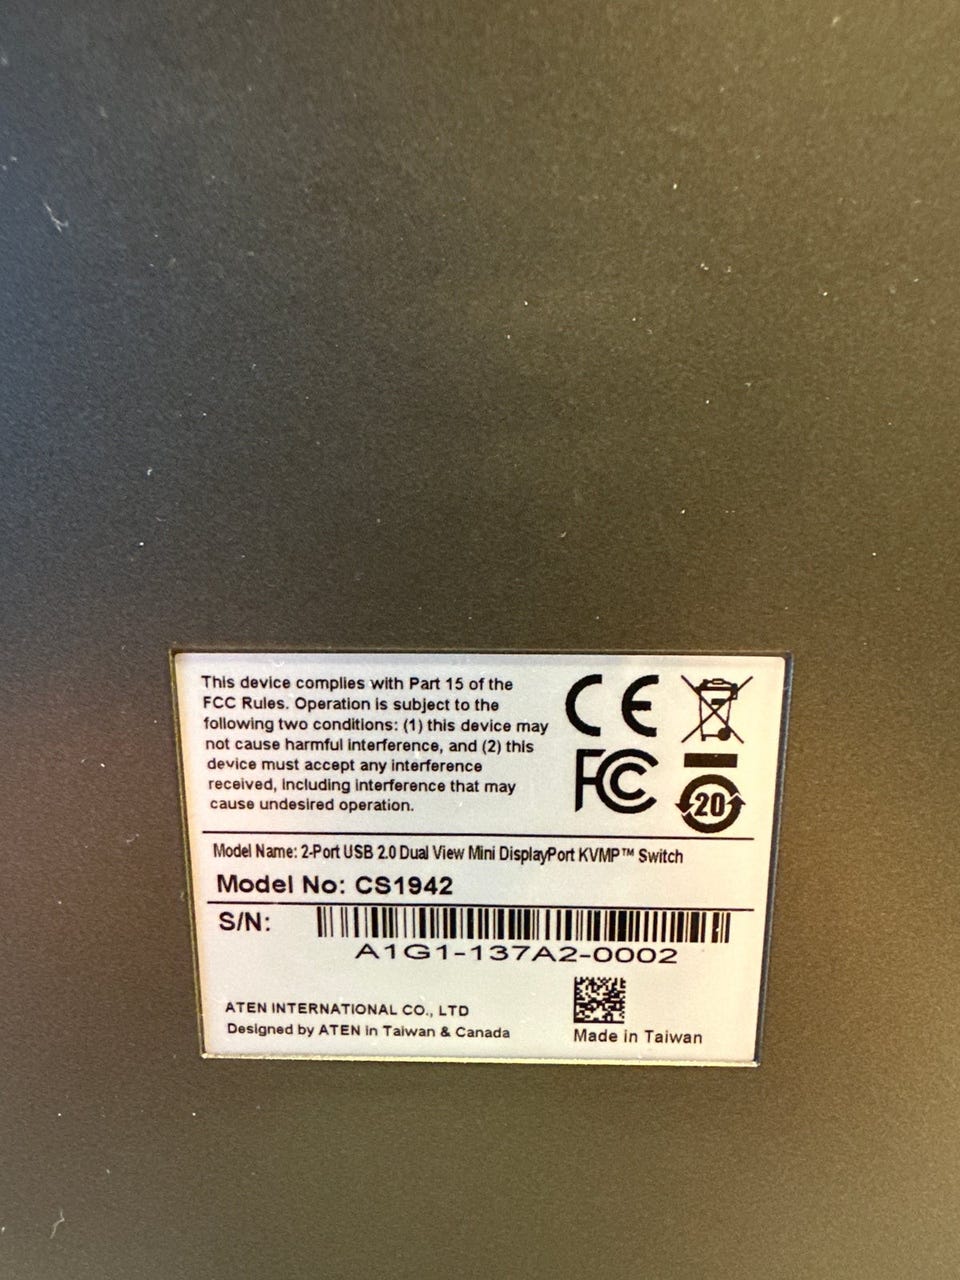 This device complies with Part 15 of the
FCC Rules. Operation is subject to the
following two conditions: (1) this device may
not cause harmful interference, and (2) this
device must accept any interference
received, including interference that may
cause undesired operation.
CE
FC
20
Model Name: 2-Port USB 2.0 Dual View Mini DisplayPort KVMP™ Switch
Model No: CS1942
S/N:
A1G1-137A2-0002
ATEN INTERNATIONAL CO., LTD
Designed by ATEN in Taiwan & Canada
Made in Taiwan